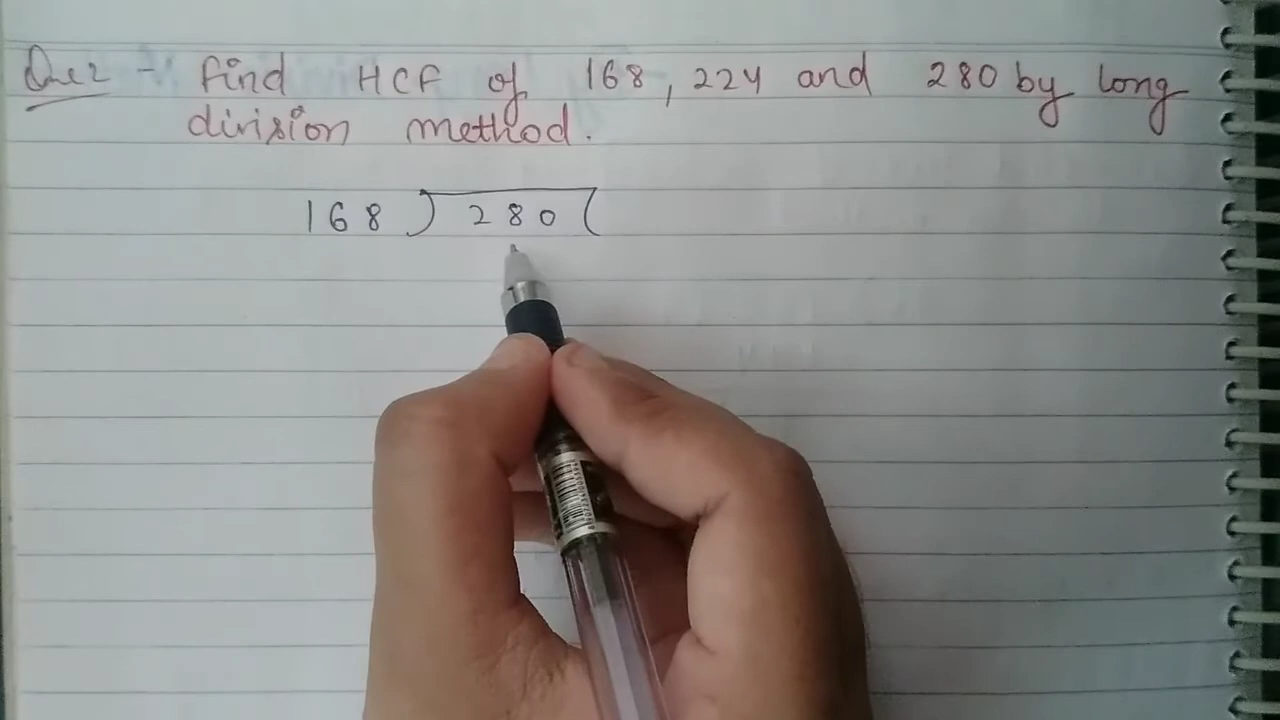 Que2 - Find HCF of 168, 224 and 280 by long
division method.
168 ) 280 (